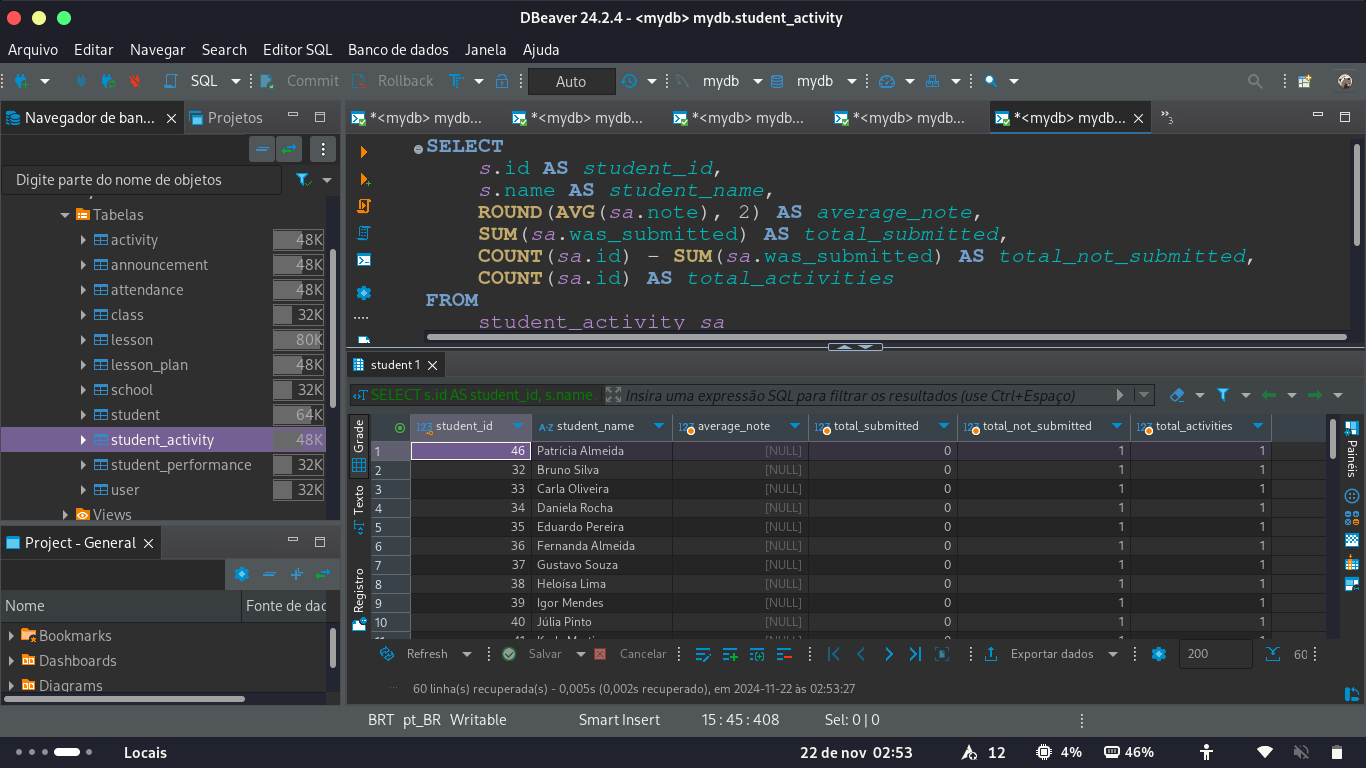 DBeaver 24.2.4 - <mydb> mydb.student_activity
Arquivo Editar Navegar Search Editor SQL Banco de dados Janela Ajuda
SQL Commit Rollback Auto mydb mydb
Navegador de ban... Projetos
*<mydb> mydb... *<mydb> mydb... *<mydb> mydb... *<mydb> mydb... *<mydb> mydb... »3
Digite parte do nome de objetos
Tabelas
activity 48K
announcement 48K
attendance 48K
class 32K
lesson 80K
lesson_plan 48K
school 32K
student 64K
student_activity 48K
student_performance 32K
user 32K
Views
Project - General
Nome Fonte de dad
Bookmarks
Dashboards
Diagrams
SELECT
s.id AS student_id,
s.name AS student_name,
ROUND(AVG(sa.note), 2) AS average_note,
SUM(sa.was_submitted) AS total_submitted,
COUNT(sa.id) - SUM(sa.was_submitted) AS total_not_submitted,
COUNT(sa.id) AS total_activities
FROM
student_activity sa
student 1
SELECT s.id AS student_id, s.name. Insira uma expressão SQL para filtrar os resultados (use Ctrl+Espaço)
Grade
Texto
Registro
Painéis
123 student_id A-Z student_name 123 average_note 123 total_submitted 123 total_not_submitted 123 total_activities
1 46 Patrícia Almeida [NULL] 0 1 1
2 32 Bruno Silva [NULL] 0 1 1
3 33 Carla Oliveira [NULL] 0 1 1
4 34 Daniela Rocha [NULL] 0 1 1
5 35 Eduardo Pereira [NULL] 0 1 1
6 36 Fernanda Almeida [NULL] 0 1 1
7 37 Gustavo Souza [NULL] 0 1 1
8 38 Heloísa Lima [NULL] 0 1 1
9 39 Igor Mendes [NULL] 0 1 1
10 40 Júlia Pinto [NULL] 0 1 1
Refresh Salvar Cancelar Exportar dados 200 60
60 linha(s) recuperada(s) - 0,005s (0,002s recuperado), em 2024-11-22 às 02:53:27
BRT pt_BR Writable Smart Insert 15 : 45 : 408 Sel: 0 | 0
Locais 22 de nov 02:53 12 4% 46%